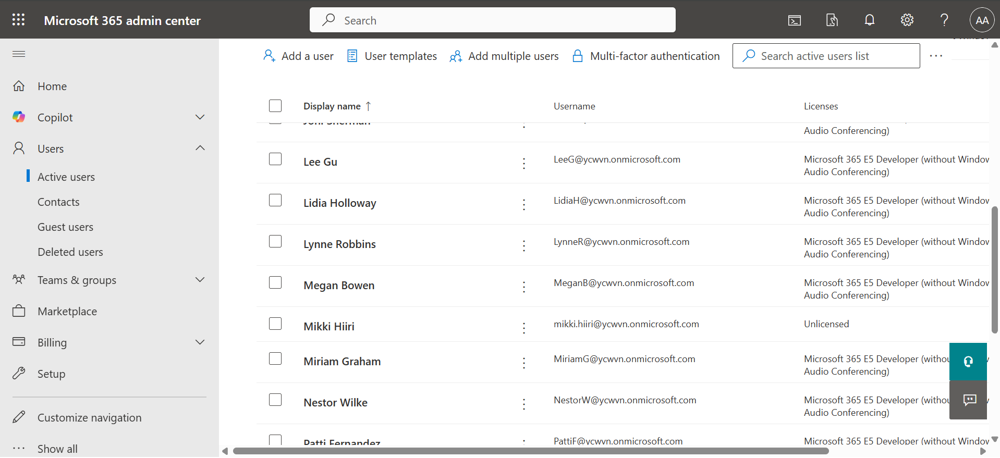 Microsoft 365 admin center
Search
AA
Home
Copilot
Users
Active users
Contacts
Guest users
Deleted users
Teams & groups
Marketplace
Billing
Setup
Customize navigation
Show all
Add a user
User templates
Add multiple users
Multi-factor authentication
Search active users list
Display name ↑
Username
Licenses
Joni Sherman
Audio Conferencing)
Lee Gu
LeeG@ycwvn.onmicrosoft.com
Microsoft 365 E5 Developer (without Window
Audio Conferencing)
Lidia Holloway
LidiaH@ycwvn.onmicrosoft.com
Microsoft 365 E5 Developer (without Window
Audio Conferencing)
Lynne Robbins
LynneR@ycwvn.onmicrosoft.com
Microsoft 365 E5 Developer (without Window
Audio Conferencing)
Megan Bowen
MeganB@ycwvn.onmicrosoft.com
Microsoft 365 E5 Developer (without Window
Audio Conferencing)
Mikki Hiiri
mikki.hiiri@ycwvn.onmicrosoft.com
Unlicensed
Miriam Graham
MiriamG@ycwvn.onmicrosoft.com
Microsoft 365 E5 Developer (withou
Audio Conferencing)
Nestor Wilke
NestorW@ycwvn.onmicrosoft.com
Microsoft 365 E5 Developer (withou
Audio Conferencing)
Patti Fernandez
PattiF@ycwvn.onmicrosoft.com
Microsoft 365 E5 Developer (without Window